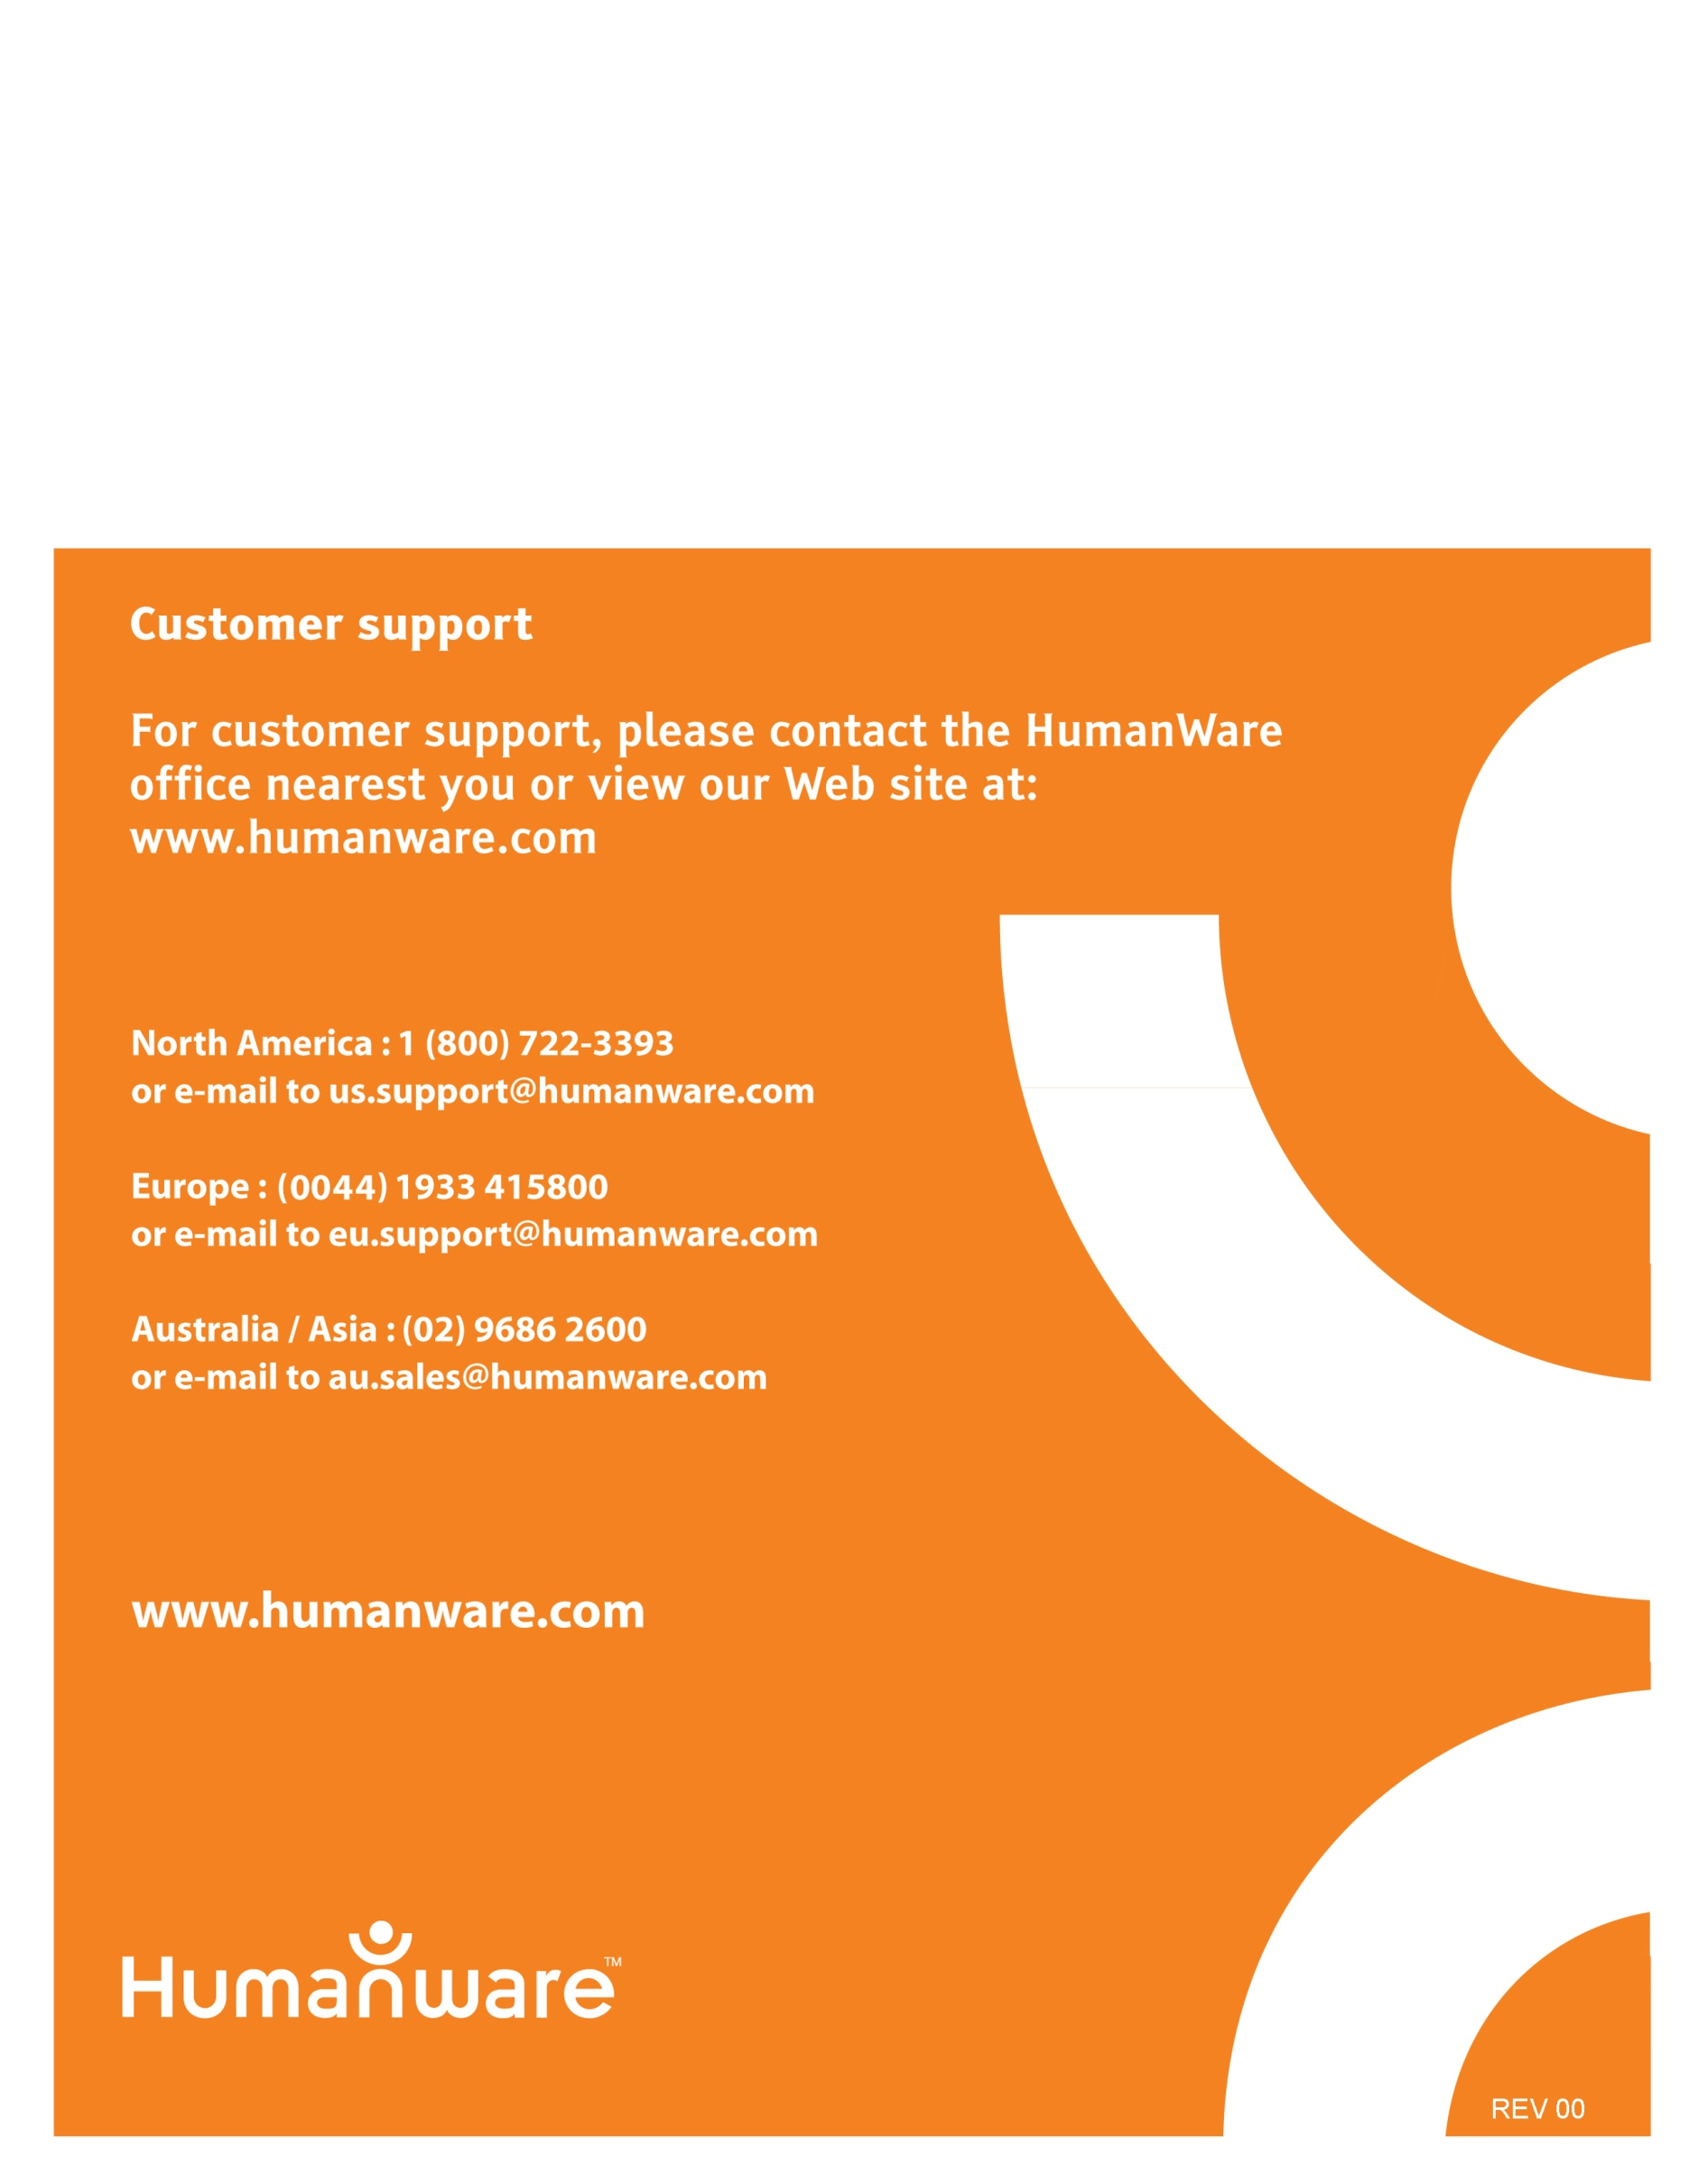 Customer support
For customer support, please contact the HumanWare
office nearest you or view our Web site at:
www.humanware.com
North America : 1 (800) 722-3393
or e-mail to us.support@humanware.com
Europe : (0044) 1933 415800
or e-mail to eu.support@humanware.com
Australia / Asia : (02) 9686 2600
or e-mail to au.sales@humanware.com
www.humanware.com
Humanware™
REV 00